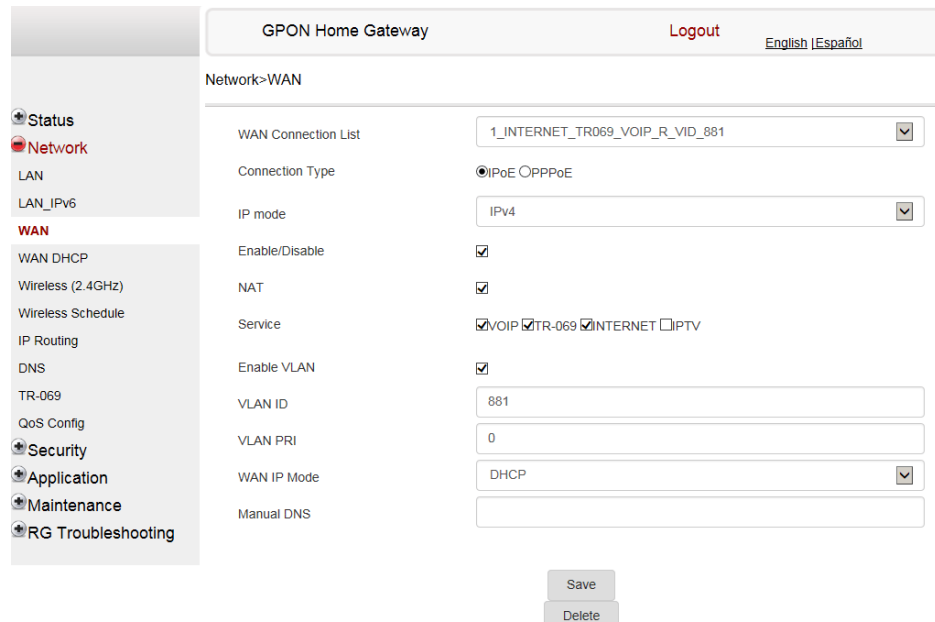 GPON Home Gateway
Logout
English | Español
Network>WAN
Status
Network
LAN
LAN_IPv6
WAN
WAN DHCP
Wireless (2.4GHz)
Wireless Schedule
IP Routing
DNS
TR-069
QoS Config
Security
Application
Maintenance
RG Troubleshooting
WAN Connection List 1_INTERNET_TR069_VOIP_R_VID_881
Connection Type IPoE PPPoE
IP mode IPv4
Enable/Disable
NAT
Service VOIP TR-069 INTERNET IPTV
Enable VLAN
VLAN ID 881
VLAN PRI 0
WAN IP Mode DHCP
Manual DNS
Save
Delete